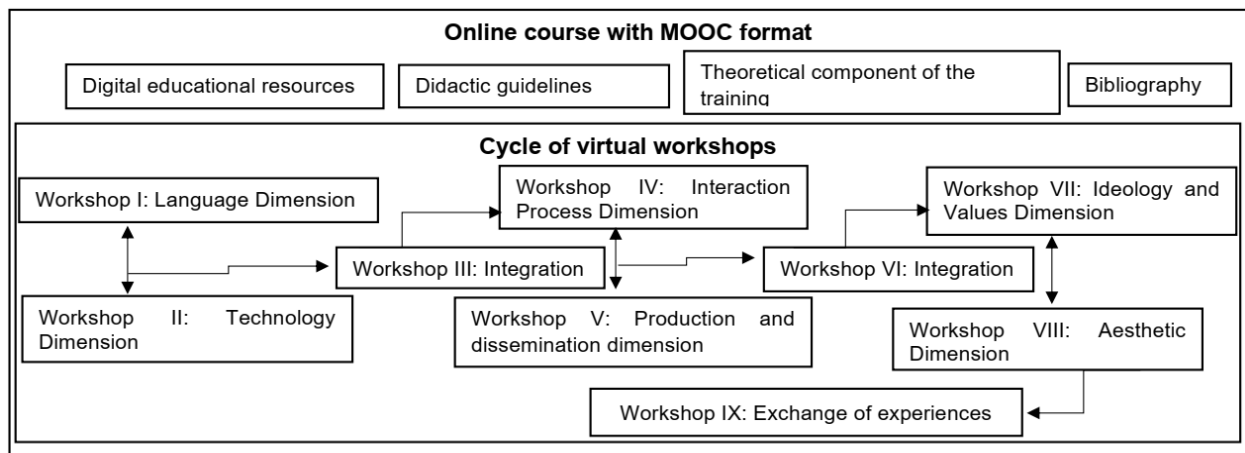 Online course with MOOC format
Digital educational resources
Didactic guidelines
Theoretical component of the
training
Bibliography
Cycle of virtual workshops
Workshop I: Language Dimension
Workshop IV: Interaction
Process Dimension
Workshop VII: Ideology and
Values Dimension
Workshop III: Integration
Workshop VI: Integration
Workshop II: Technology
Dimension
Workshop V: Production and
dissemination dimension
Workshop VIII: Aesthetic
Dimension
Workshop IX: Exchange of experiences